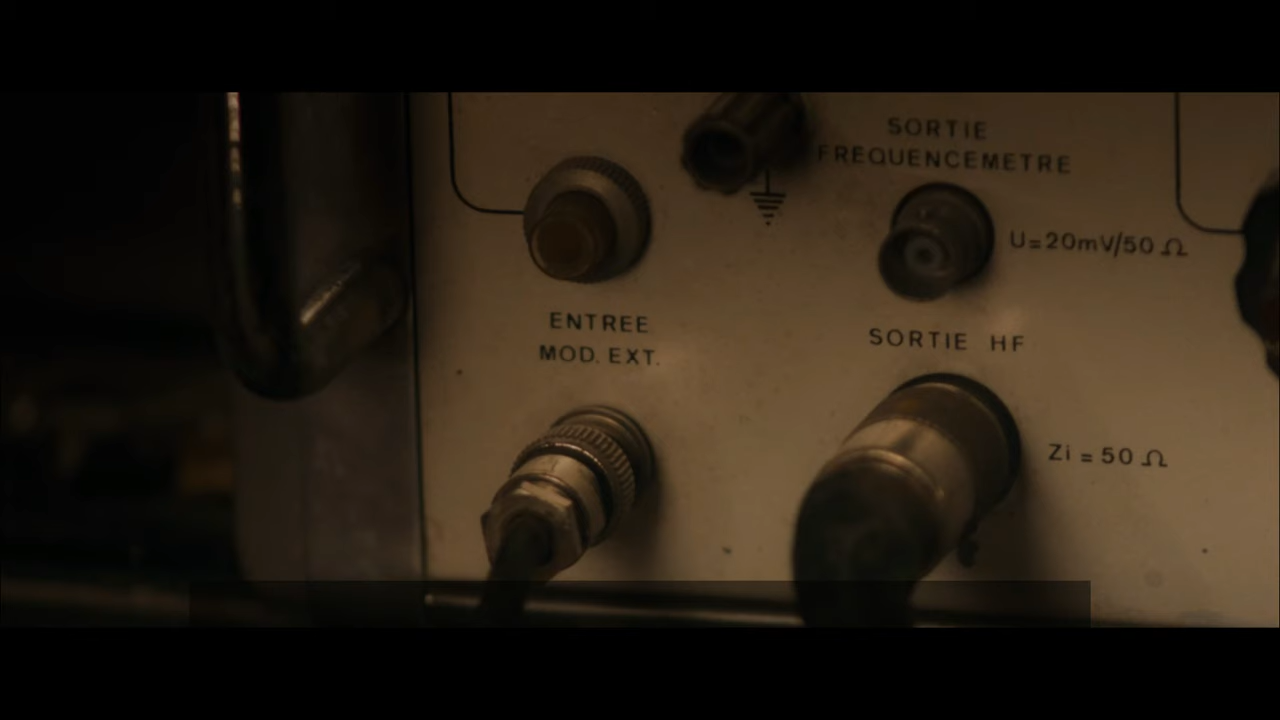 SORTIE
FREQUENCEMETRE
U=20mV/50 Ω
ENTREE
MOD. EXT.
SORTIE HF
Zi = 50 Ω